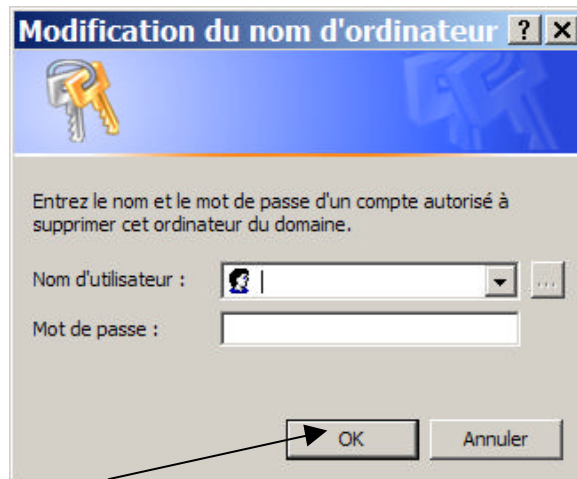 Modification du nom d'ordinateur
Entrez le nom et le mot de passe d'un compte autorisé à
supprimer cet ordinateur du domaine.
Nom d'utilisateur :
...
Mot de passe :
OK Annuler